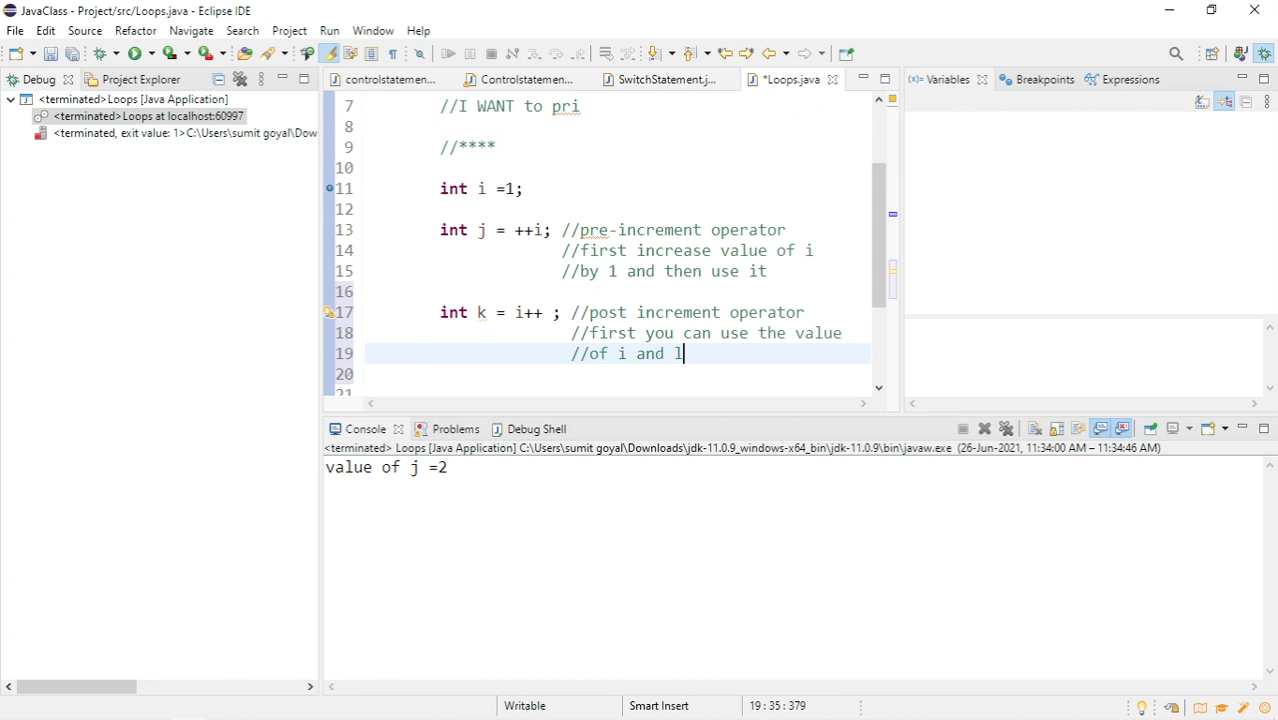 JavaClass - Project/src/Loops.java - Eclipse IDE
File Edit Source Refactor Navigate Search Project Run Window Help
Debug Project Explorer
controlstatemen... Controlstatemen... SwitchStatement.j... *Loops.java
(x)= Variables Breakpoints Expressions
<terminated>Loops [Java Application]
<terminated>Loops at localhost:60997
<terminated, exit value: 1>C:\Users\sumit goyal\Dow
7 //I WANT to pri
8
9 //****
10
11 int i =1;
12
13 int j = ++i; //pre-increment operator
14 //first increase value of i
15 //by 1 and then use it
16
17 int k = i++ ; //post increment operator
18 //first you can use the value
19 //of i and l
20
21
Console Problems Debug Shell
<terminated> Loops [Java Application] C:\Users\sumit goyal\Downloads\jdk-11.0.9_windows-x64_bin\jdk-11.0.9\bin\javaw.exe (26-Jun-2021, 11:34:00 AM – 11:34:46 AM)
value of j =2
Writable Smart Insert 19 : 35 : 379